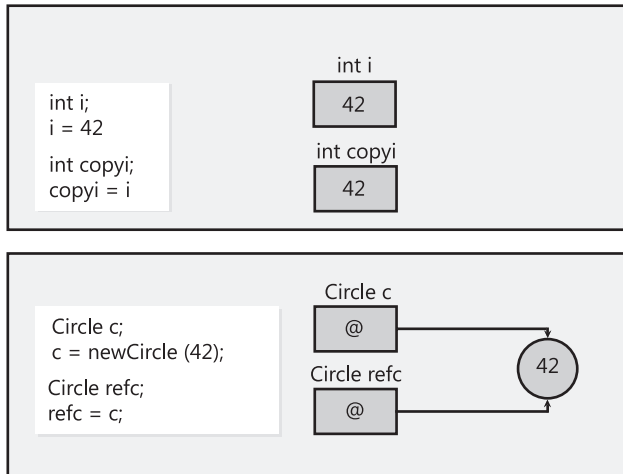 int i;
i = 42
int copyi;
copyi = i
int i
42
int copyi
42
Circle c;
c = newCircle (42);
Circle refc;
refc = c;
Circle c
@
Circle refc
@
42